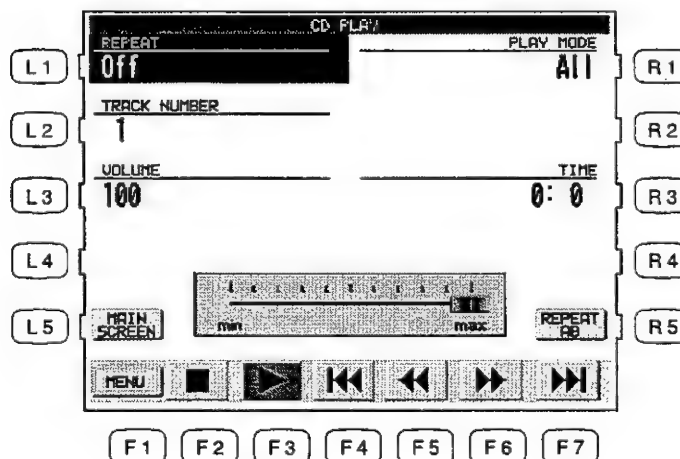 CD PLAY
REPEAT
Off
PLAY MODE
All
TRACK NUMBER
1
VOLUME
100
TIME
0: 0
min
max
MAIN
SCREEN
REPEAT
AB
MENU
L1
L2
L3
L4
L5
R1
R2
R3
R4
R5
F1
F2
F3
F4
F5
F6
F7